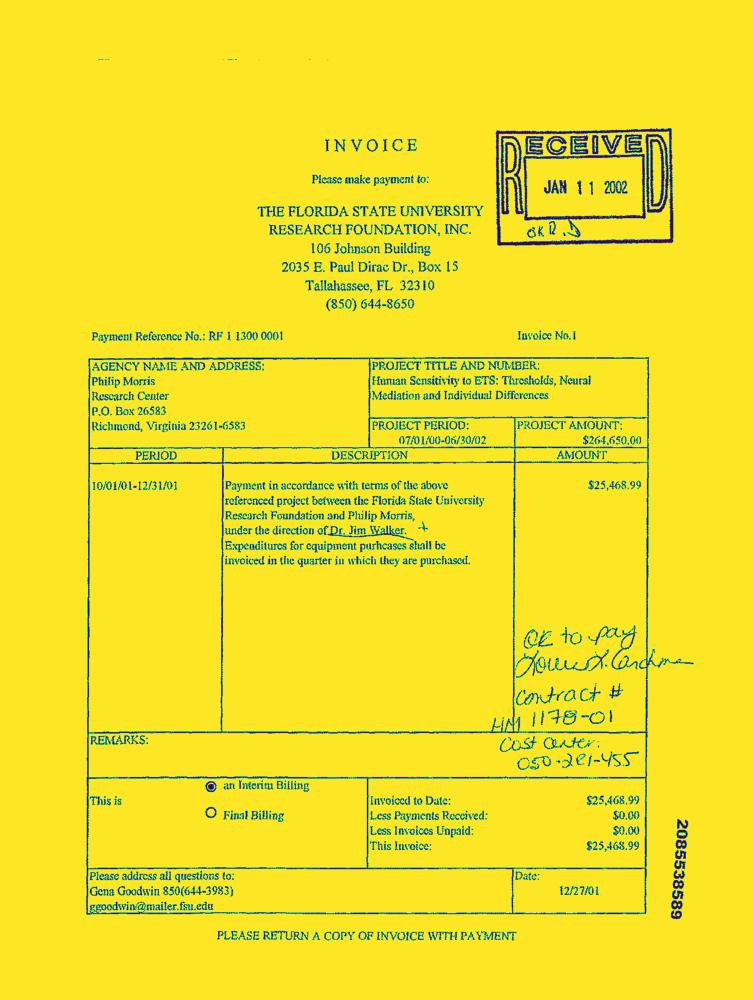 INVOICE
RECEIVED
JAN 11 2002
Please make payment to:
THE FLORIDA STATE UNIVERSITY
RESEARCH FOUNDATION, INC.
106 Johnson Building
2035 E. Paul Dirac Dr., Box 15
Tallahassee, FL 32310
(850) 644-8650
Payment Reference No.: RF 1 1300 0001
Invoice No.1
AGENCY NAME AND ADDRESS:
Philip Morris
Research Center
P.O. Box 26583
Richmond, Virginia 23261-6583
PROJECT TITLE AND NUMBER:
Human Sensitivity to ETS: Thresholds, Neural
Mediation and Individual Differences
PROJECT PERIOD:
07/01/00-06/30/02
PROJECT AMOUNT:
$264,650.00
PERIOD
DESCRIPTION
AMOUNT
10/01/01-12/31/01
Payment in accordance with terms of the above
referenced project between the Florida State University
Research Foundation and Philip Morris,
under the direction of Dr. Jim Walker.
Expenditures for equipment purhcases shall be
invoiced in the quarter in which they are purchased.
$25,468.99
OK to pay
Contract #
1178-01
REMARKS:
Cost Center:
This is
an Interim Billing
Final Billing
Invoiced to Date: $25,468.99
Less Payments Received: $0.00
Less Invoices Unpaid: $0.00
This Invoice: $25,468.99
Please address all questions to:
Gena Goodwin 850(644-3983)
ggoodwin@mailer.fsu.edu
Date:
12/27/01
PLEASE RETURN A COPY OF INVOICE WITH PAYMENT
2085538589